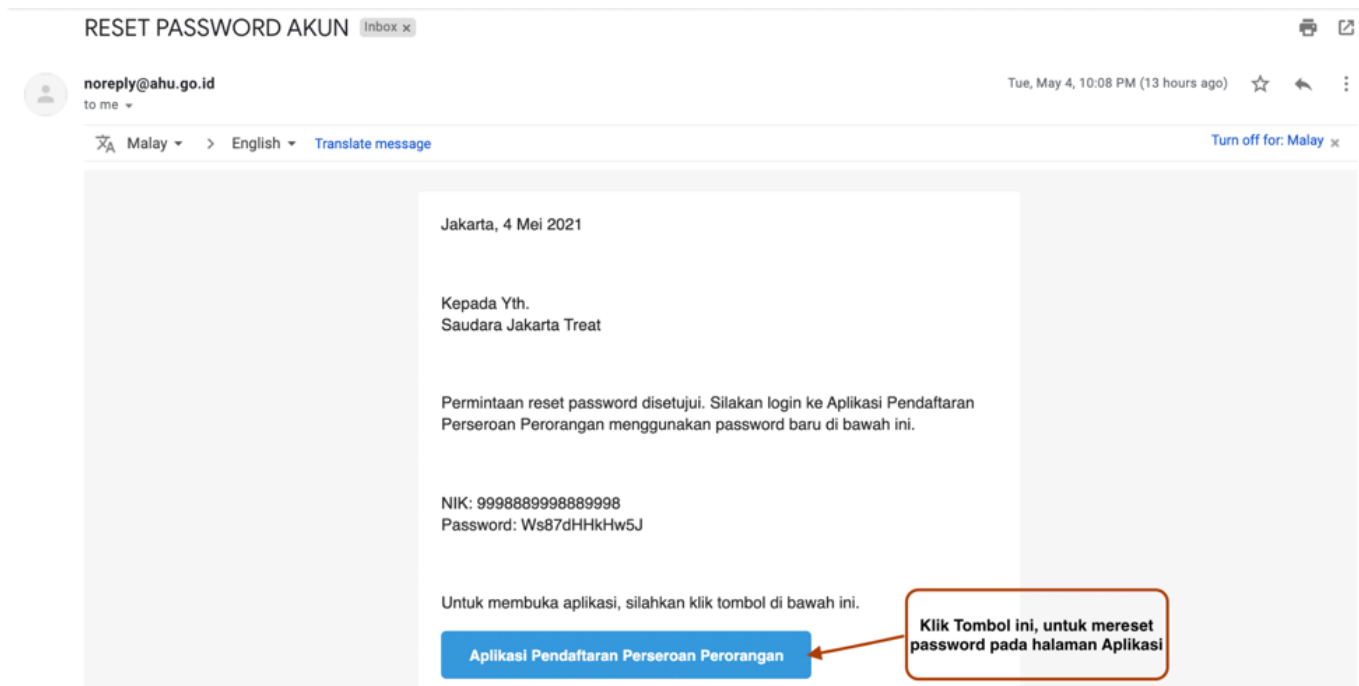 RESET PASSWORD AKUN Inbox x
noreply@ahu.go.id
Tue, May 4, 10:08 PM (13 hours ago)
to me
Malay > English Translate message
Turn off for: Malay x
Jakarta, 4 Mei 2021
Kepada Yth.
Saudara Jakarta Treat
Permintaan reset password disetujui. Silakan login ke Aplikasi Pendaftaran
Perseroan Perorangan menggunakan password baru di bawah ini.
NIK: 9998889998889998
Password: Ws87dHHkHw5J
Untuk membuka aplikasi, silahkan klik tombol di bawah ini.
Aplikasi Pendaftaran Perseroan Perorangan
Klik Tombol ini, untuk mereset
password pada halaman Aplikasi